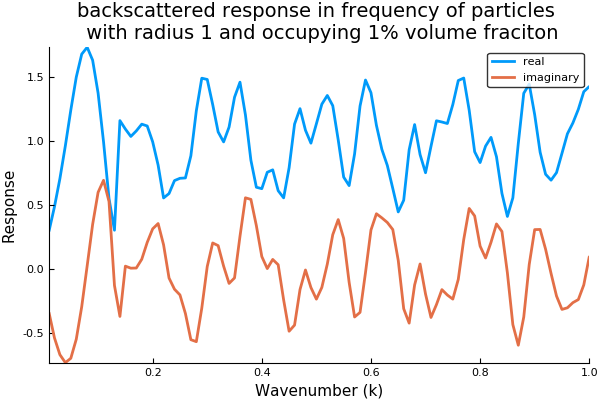 backscattered response in frequency of particles
with radius 1 and occupying 1% volume fraciton
real
imaginary
Response
1.5
1.0
0.5
0.0
-0.5
0.2
0.4
0.6
0.8
1.0
Wavenumber (k)